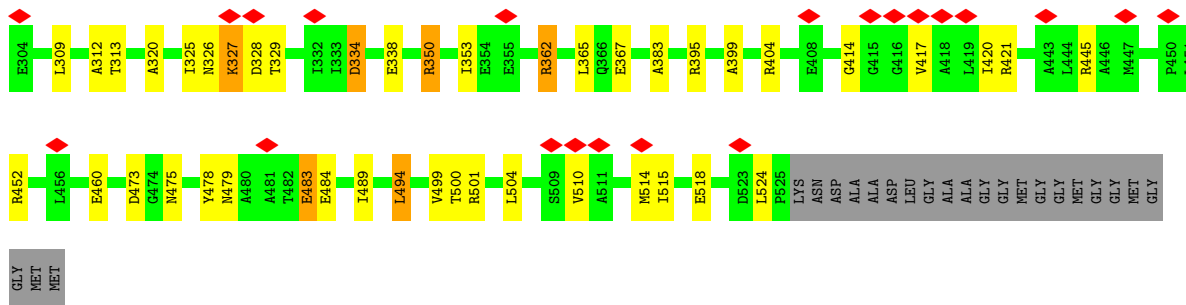 E304 L309 A312 T313 A320 I325 N326 K327 D328 T329 I332 I333 D334 E338 R350 I353 E354 E355 R362 L365 Q366 E367 A383 R395 A399 R404 E408 G414 G415 G416 V417 A418 L419 I420 R421 A443 L444 R445 A446 M447 P450
R452 L456 E460 D473 G474 N475 Y478 N479 A480 A481 T482 E483 E484 I489 L494 V499 T500 R501 L504 S509 V510 A511 M514 I515 E518 D523 L524 P525 LYS ASN ASP ALA ALA ASP LEU GLY ALA ALA GLY GLY MET GLY GLY MET GLY GLY MET GLY
GLY MET MET